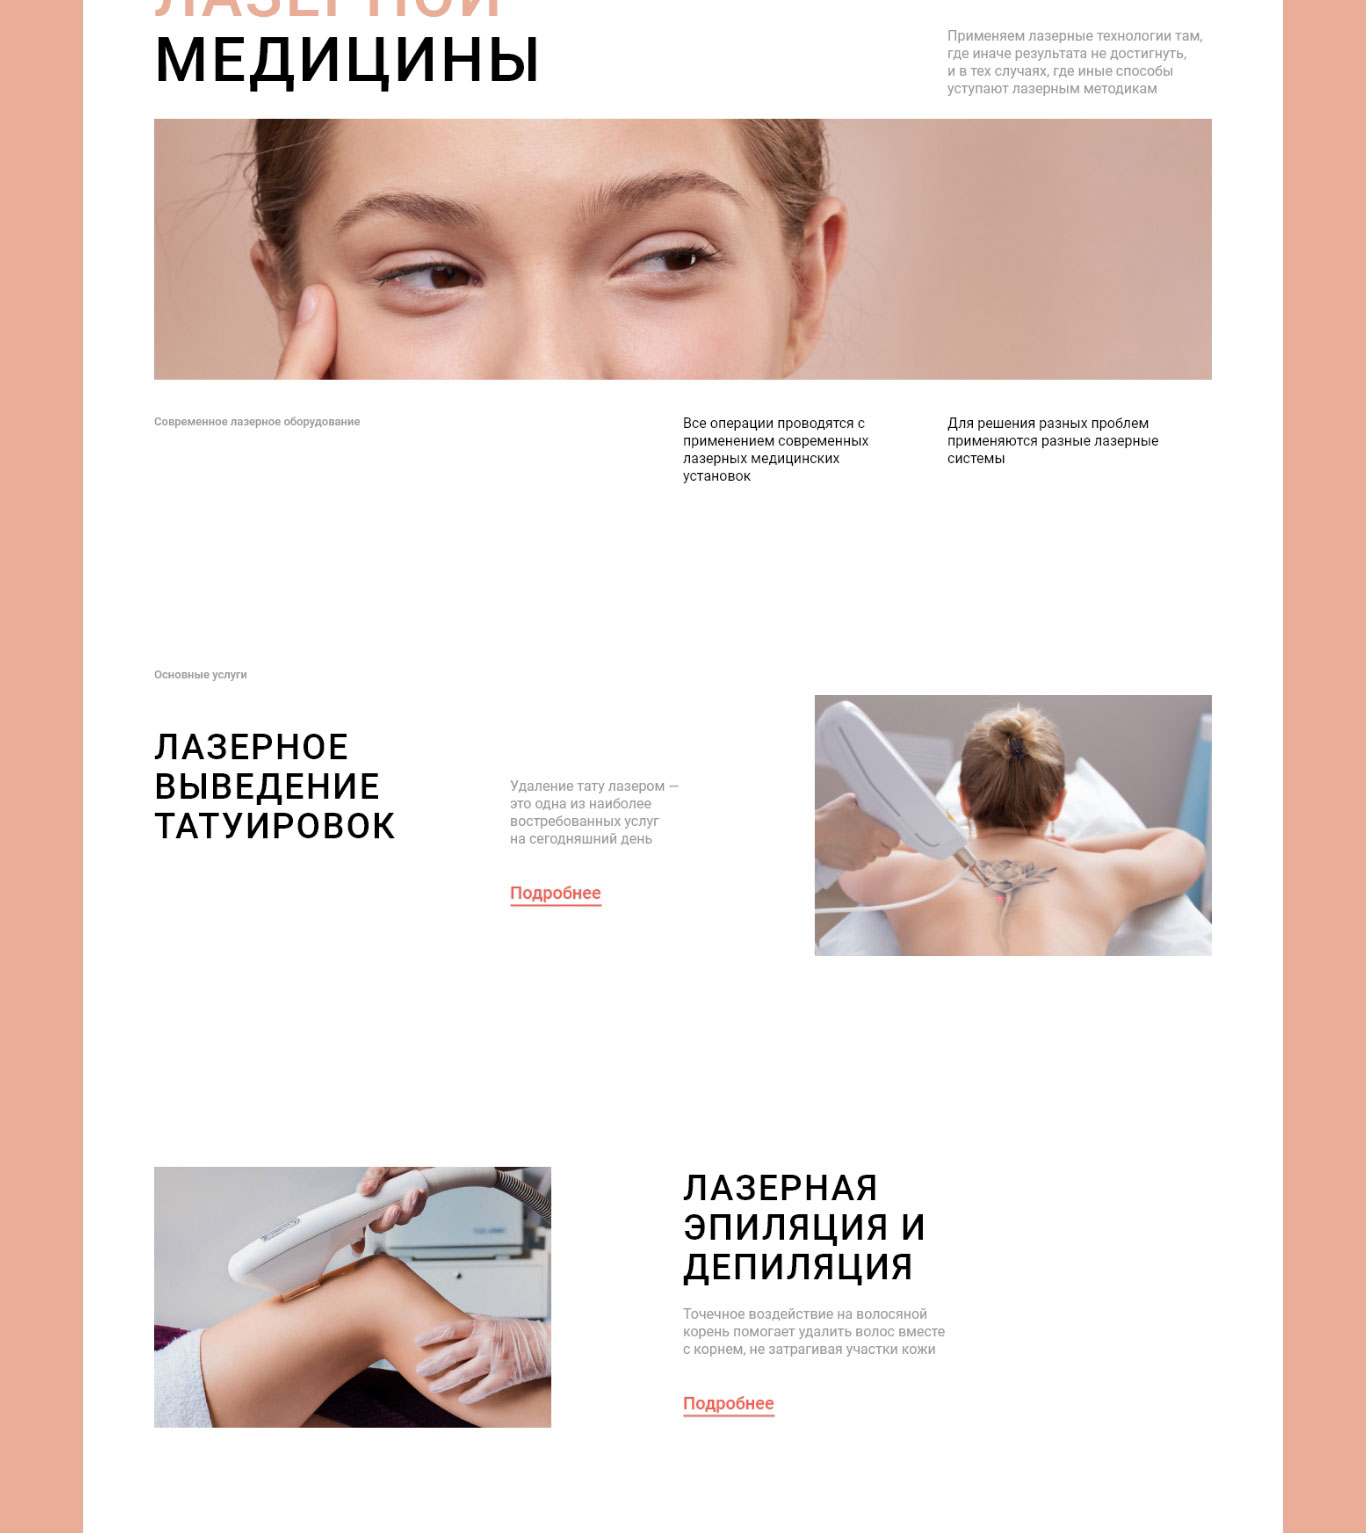 ЛАЗЕРНОЙ
МЕДИЦИНЫ
Применяем лазерные технологии там,
где иначе результата не достигнуть,
и в тех случаях, где иные способы
уступают лазерным методикам
Современное лазерное оборудование
Все операции проводятся с
применением современных
лазерных медицинских
установок
Для решения разных проблем
применяются разные лазерные
системы
Основные услуги
ЛАЗЕРНОЕ
ВЫВЕДЕНИЕ
ТАТУИРОВОК
Удаление тату лазером —
это одна из наиболее
востребованных услуг
на сегодняшний день
Подробнее
ЛАЗЕРНАЯ
ЭПИЛЯЦИЯ И
ДЕПИЛЯЦИЯ
Точечное воздействие на волосяной
корень помогает удалить волос вместе
с корнем, не затрагивая участки кожи
Подробнее